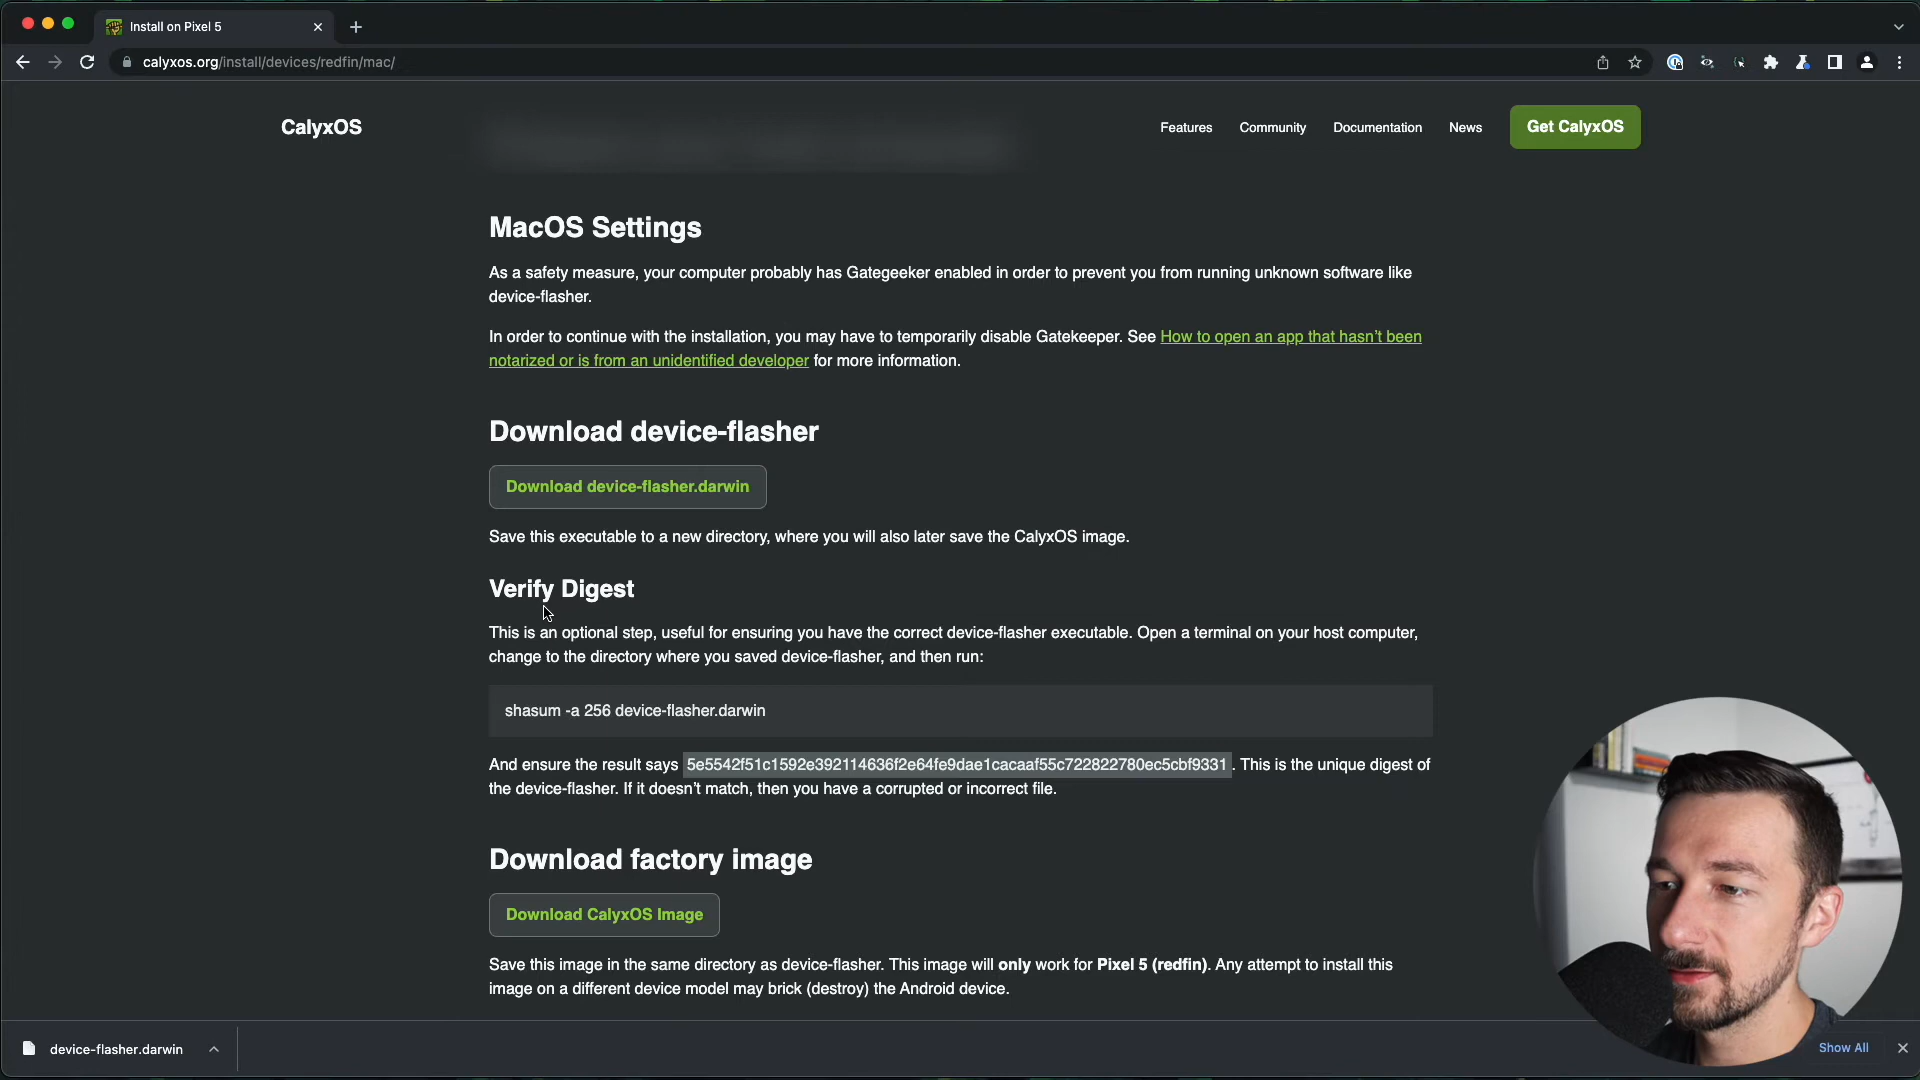 Install on Pixel 5
calyxos.org/install/devices/redfin/mac/
CalyxOS
Features
Community
Documentation
News
Get CalyxOS
MacOS Settings
As a safety measure, your computer probably has Gategeeker enabled in order to prevent you from running unknown software like
device-flasher.
In order to continue with the installation, you may have to temporarily disable Gatekeeper. See How to open an app that hasn't been
notarized or is from an unidentified developer for more information.
Download device-flasher
Download device-flasher.darwin
Save this executable to a new directory, where you will also later save the CalyxOS image.
Verify Digest
This is an optional step, useful for ensuring you have the correct device-flasher executable. Open a terminal on your host computer,
change to the directory where you saved device-flasher, and then run:
shasum -a 256 device-flasher.darwin
And ensure the result says 5e5542f51c1592e392114636f2e64fe9dae1cacaaf55c722822780ec5cbf9331 . This is the unique digest of
the device-flasher. If it doesn't match, then you have a corrupted or incorrect file.
Download factory image
Download CalyxOS Image
Save this image in the same directory as device-flasher. This image will only work for Pixel 5 (redfin). Any attempt to install this
image on a different device model may brick (destroy) the Android device.
device-flasher.darwin
Show All